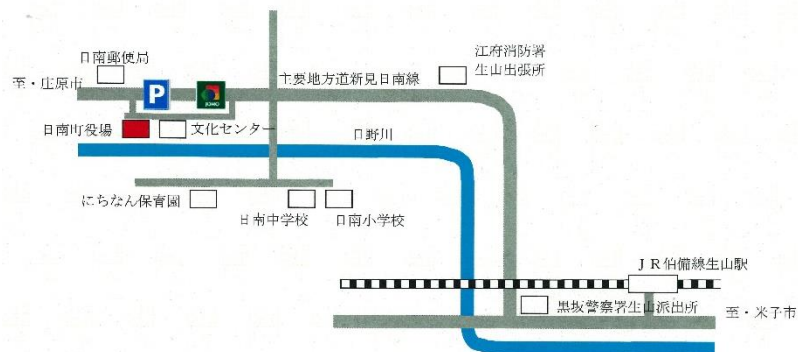 日南郵便局
江府消防署
生山出張所
至・庄原市
P
JOMO
主要地方道新見日南線
日南町役場
文化センター
日野川
にちなん保育園
日南中学校
日南小学校
ＪＲ伯備線生山駅
黒坂警察署生山派出所
至・米子市